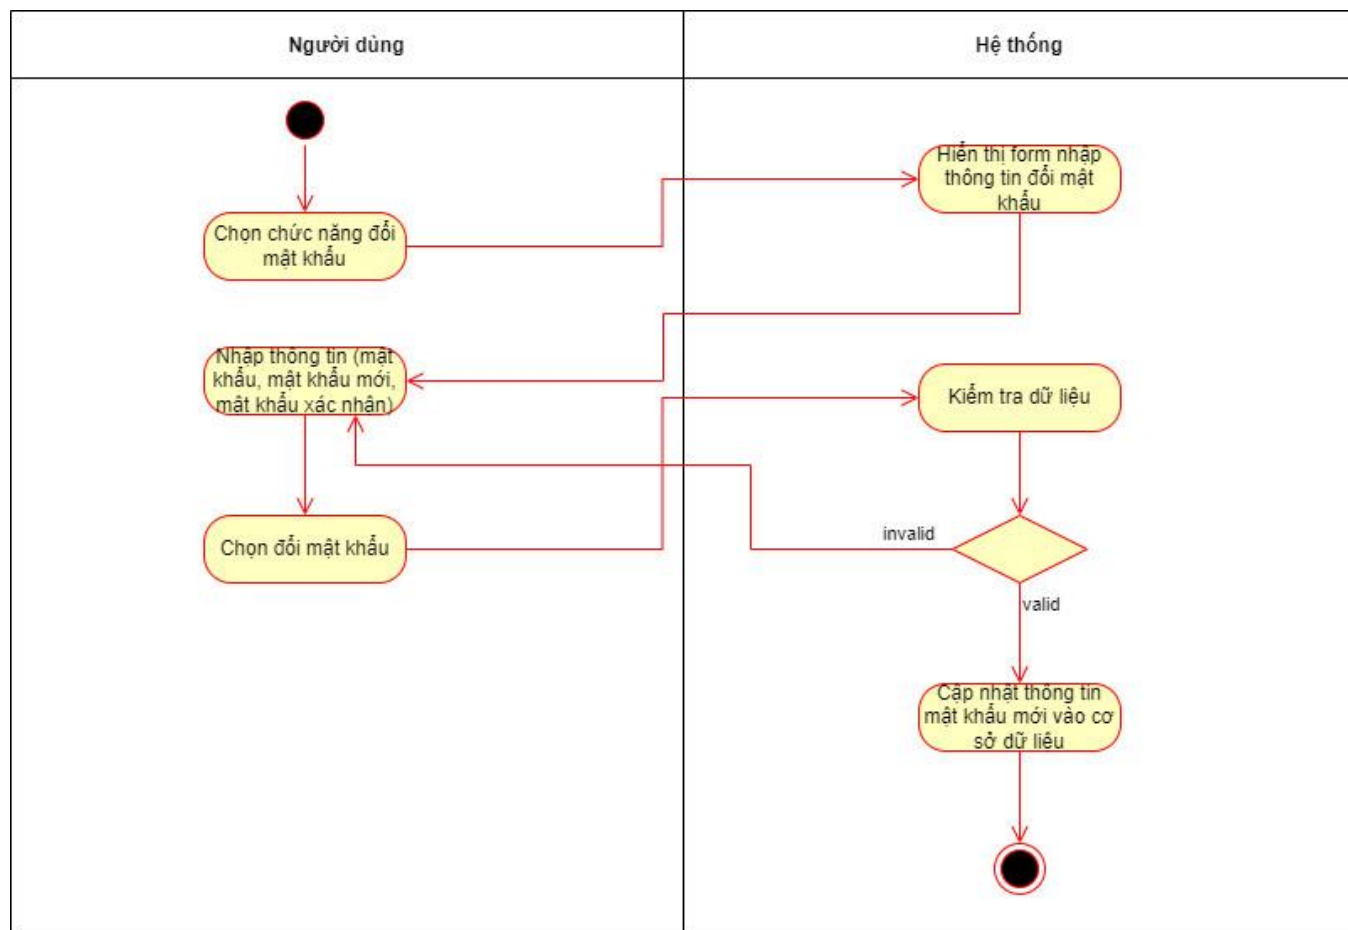 Người dùng
Hệ thống
Hiển thị form nhập
thông tin đổi mật
khẩu
Chọn chức năng đổi
mật khẩu
Nhập thông tin (mật
khẩu, mật khẩu mới,
mật khẩu xác nhận)
Kiểm tra dữ liệu
Chọn đổi mật khẩu
invalid
valid
Cập nhật thông tin
mật khẩu mới vào cơ
sở dữ liệu